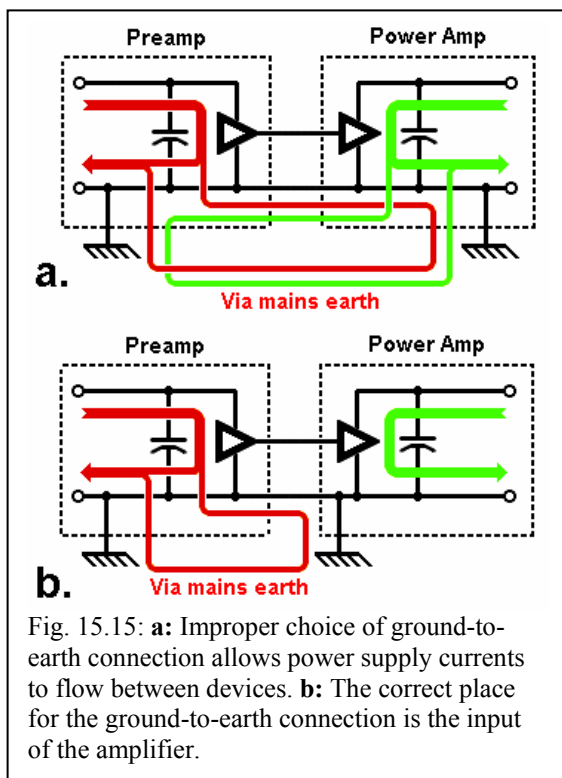 Preamp
Power Amp
a.
Via mains earth
Preamp
Power Amp
b.
Via mains earth
Fig. 15.15: a: Improper choice of ground-to-
earth connection allows power supply currents
to flow between devices. b: The correct place
for the ground-to-earth connection is the input
of the amplifier.